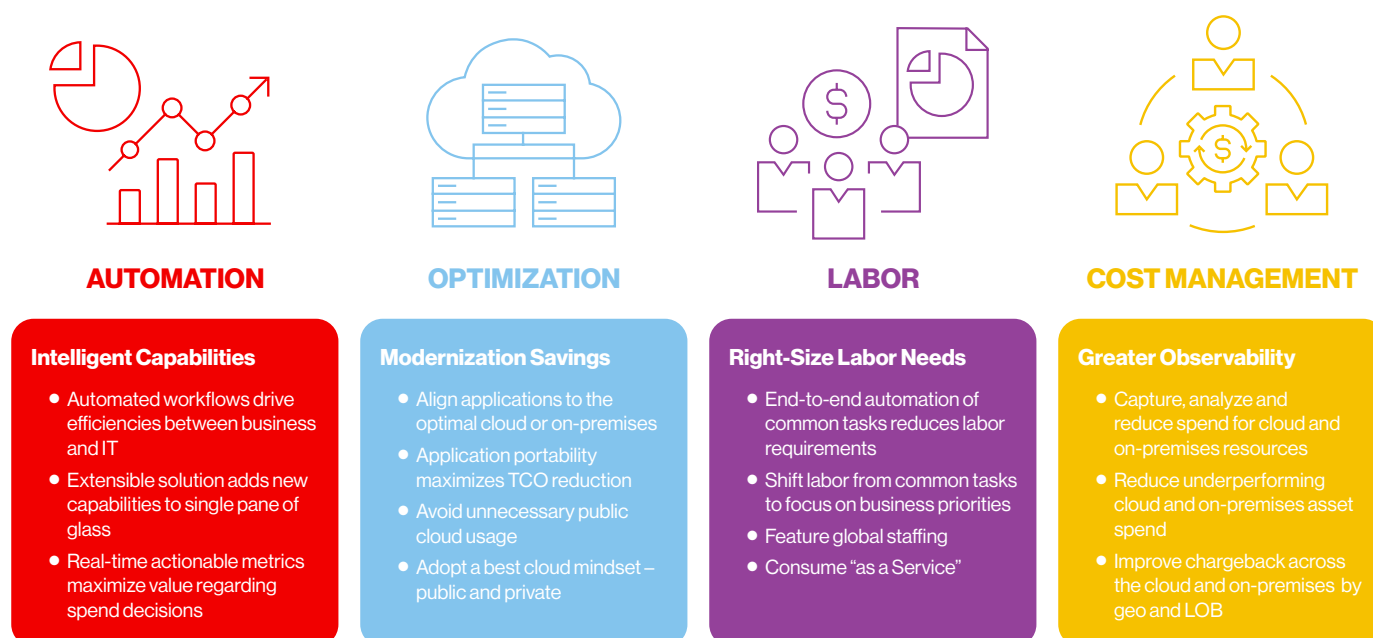 AUTOMATION
Intelligent Capabilities
• Automated workflows drive
efficiencies between business
and IT
• Extensible solution adds new
capabilities to single pane of
glass
• Real-time actionable metrics
maximize value regarding
spend decisions
OPTIMIZATION
Modernization Savings
• Align applications to the
optimal cloud or on-premises
• Application portability
maximizes TCO reduction
• Avoid unnecessary public
cloud usage
• Adopt a best cloud mindset –
public and private
$
LABOR
Right-Size Labor Needs
• End-to-end automation of
common tasks reduces labor
requirements
• Shift labor from common tasks
to focus on business priorities
• Feature global staffing
• Consume “as a Service”
$
COST MANAGEMENT
Greater Observability
• Capture, analyze and
reduce spend for cloud and
on-premises resources
• Reduce underperforming
cloud and on-premises asset
spend
• Improve chargeback across
the cloud and on-premises by
geo and LOB